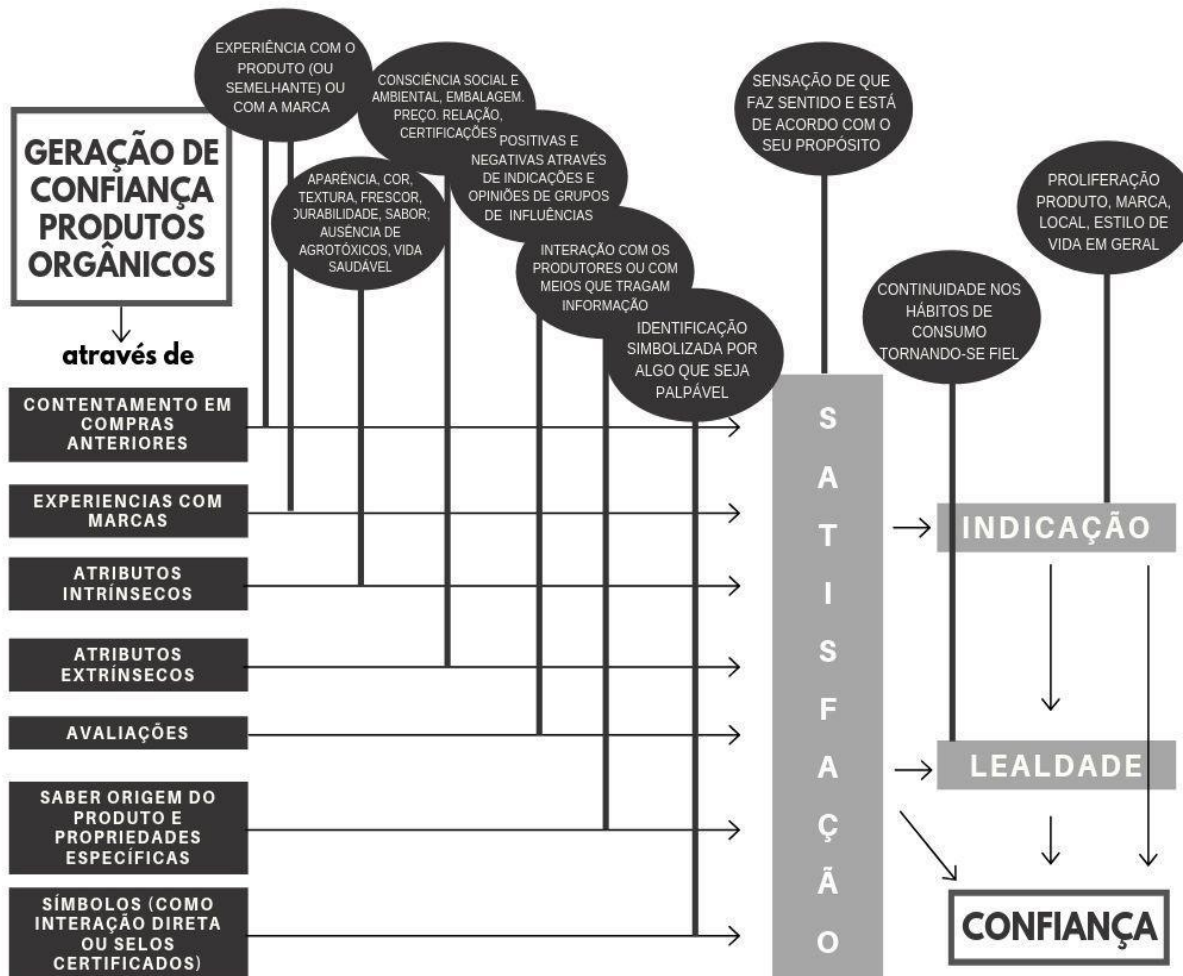 GERAÇÃO DE
CONFIANÇA
PRODUTOS
ORGÂNICOS
através de
CONTENTAMENTO EM
COMPRAS
ANTERIORES
EXPERIENCIAS COM
MARCAS
ATRIBUTOS
INTRÍNSECOS
ATRIBUTOS
EXTRÍNSECOS
AVALIAÇÕES
SABER ORIGEM DO
PRODUTO E
PROPRIEDADES
ESPECÍFICAS
SÍMBOLOS (COMO
INTERAÇÃO DIRETA
OU SELOS
CERTIFICADOS)
EXPERIÊNCIA COM O
PRODUTO (OU
SEMELHANTE) OU
COM A MARCA
APARÊNCIA, COR,
TEXTURA, FRESCOR,
DURABILIDADE, SABOR;
AUSÊNCIA DE
AGROTÓXICOS, VIDA
SAUDÁVEL
CONSCIÊNCIA SOCIAL E
AMBIENTAL, EMBALAGEM.
PREÇO. RELAÇÃO,
CERTIFICAÇÕES
POSITIVAS E
NEGATIVAS ATRAVÉS
DE INDICAÇÕES E
OPINIÕES DE GRUPOS
DE INFLUÊNCIAS
INTERAÇÃO COM OS
PRODUTORES OU COM
MEIOS QUE TRAGAM
INFORMAÇÃO
IDENTIFICAÇÃO
SIMBOLIZADA POR
ALGO QUE SEJA
PALPÁVEL
SENSAÇÃO DE QUE
FAZ SENTIDO E ESTÁ
DE ACORDO COM O
SEU PROPÓSITO
SATISFAÇÃO
CONTINUIDADE NOS
HÁBITOS DE
CONSUMO
TORNANDO-SE FIEL
PROLIFERAÇÃO
PRODUTO, MARCA,
LOCAL, ESTILO DE
VIDA EM GERAL
INDICAÇÃO
LEALDADE
CONFIANÇA